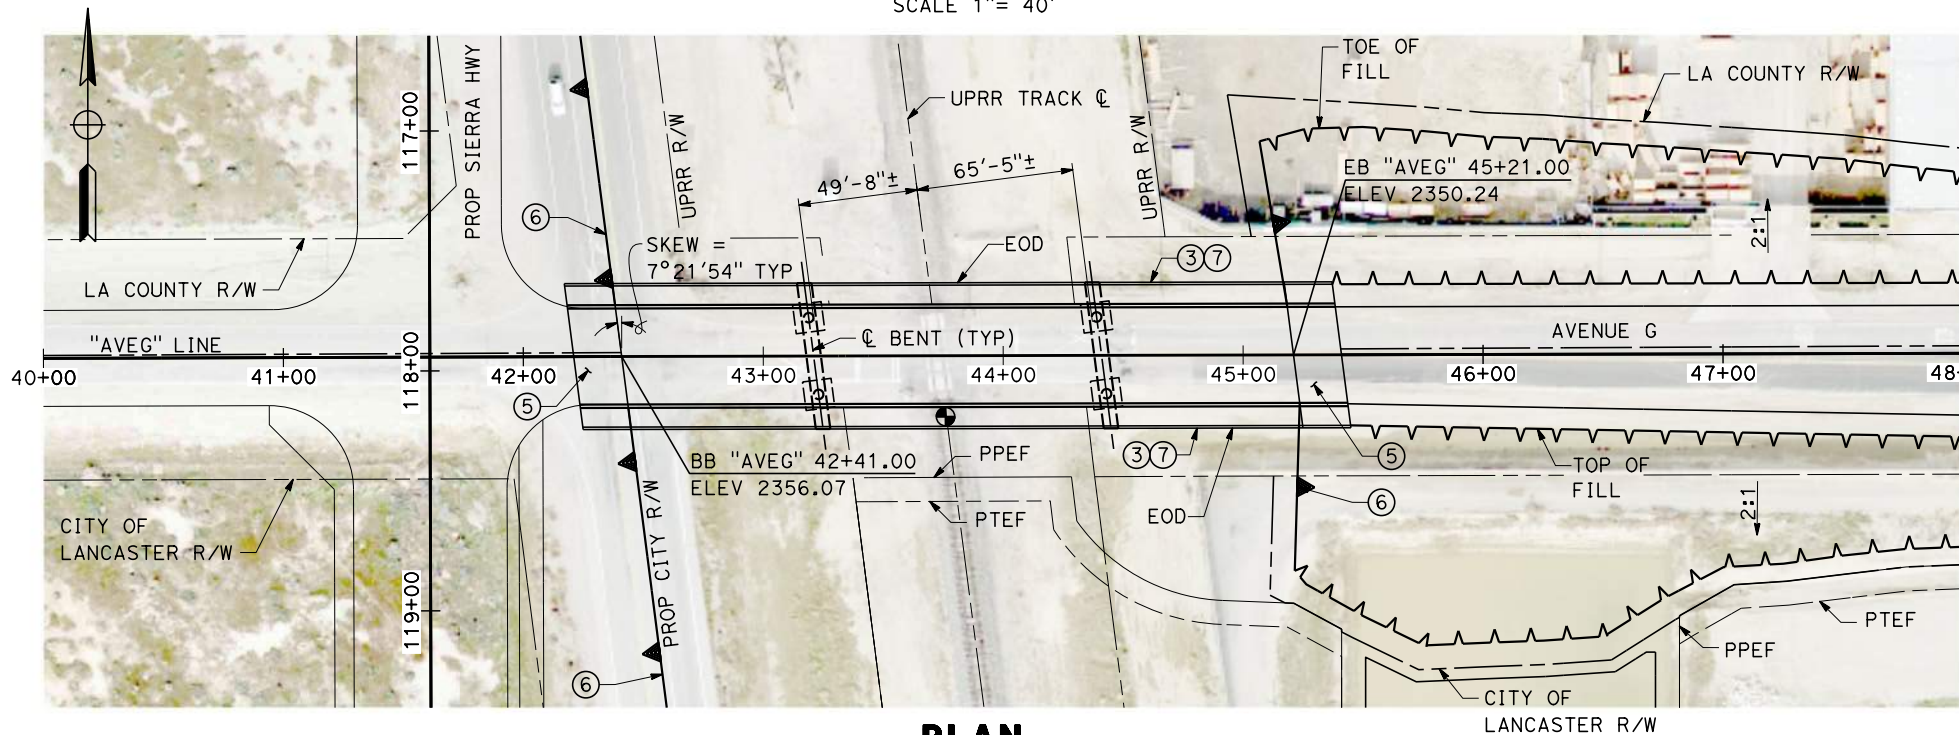 SCALE 1"= 40'
TOE OF
FILL
LA COUNTY R/W
UPRR TRACK ℄
117+00
PROP SIERRA HWY
UPRR R/W
UPRR R/W
49'-8"±
65'-5"±
EB "AVEG" 45+21.00
ELEV 2350.24
6
SKEW =
7°21'54" TYP
EOD
3 7
2:1
LA COUNTY R/W
"AVEG" LINE
℄ BENT (TYP)
AVENUE G
118+00
40+00
41+00
42+00
43+00
44+00
45+00
46+00
47+00
48+
5
BB "AVEG" 42+41.00
ELEV 2356.07
PPEF
3 7
5
TOP OF
FILL
PTEF
EOD
6
2:1
CITY OF
LANCASTER R/W
PROP CITY R/W
119+00
PTEF
PPEF
6
CITY OF
LANCASTER R/W
PLAN